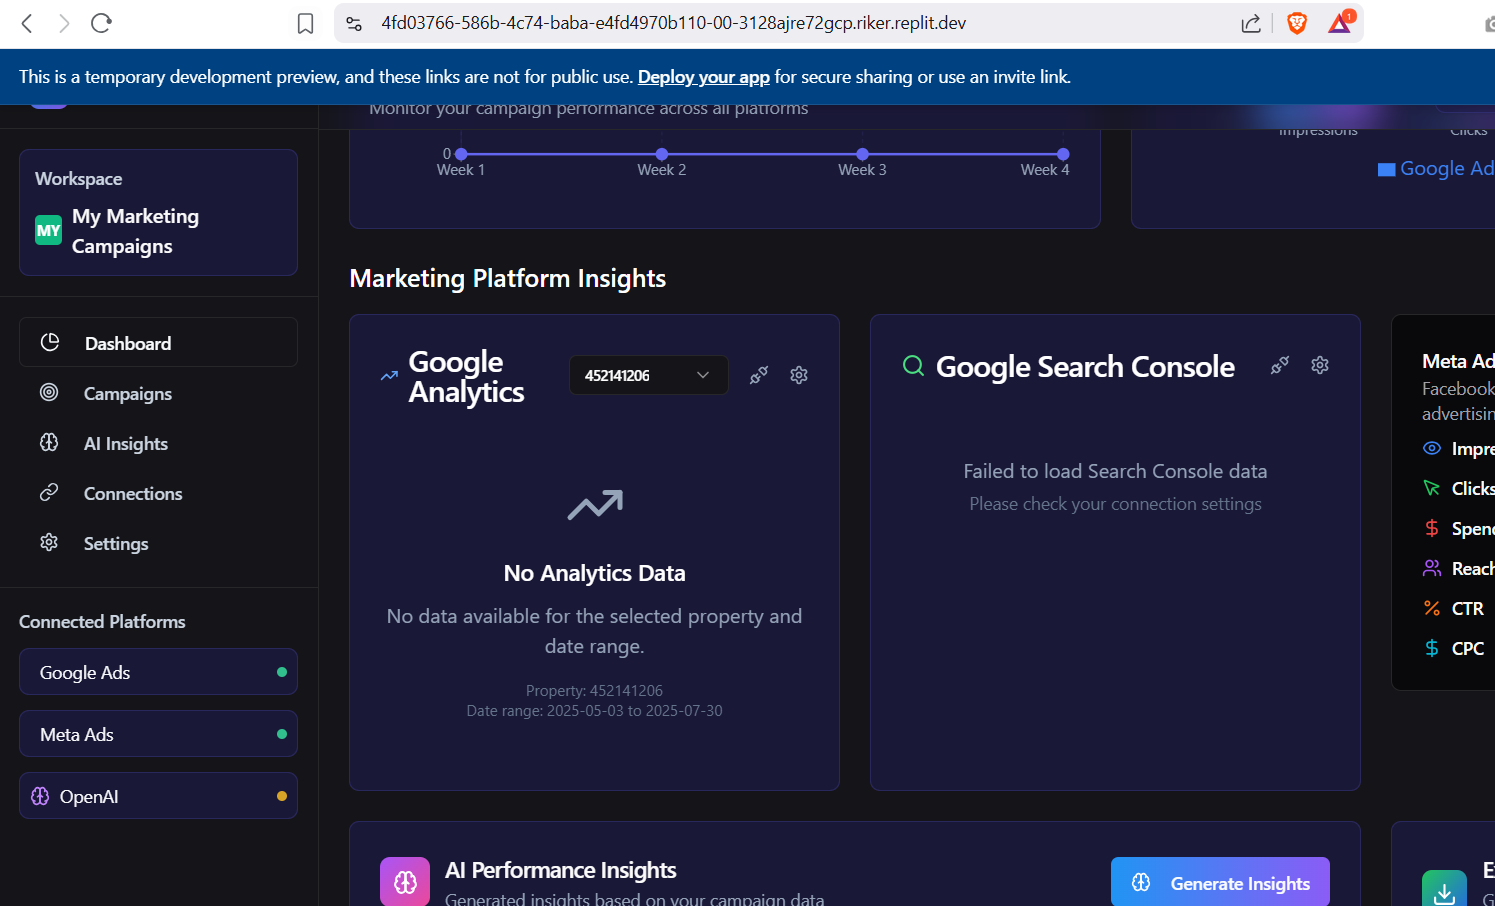 4fd03766-586b-4c74-baba-e4fd4970b110-00-3128ajre72gcp.riker.replit.dev
1
This is a temporary development preview, and these links are not for public use. Deploy your app for secure sharing or use an invite link.
Monitor your campaign performance across all platforms
Workspace
MY
My Marketing
Campaigns
Dashboard
Campaigns
AI Insights
Connections
Settings
Connected Platforms
Google Ads
Meta Ads
OpenAI
0
Week 1
Week 2
Week 3
Week 4
Impressions
Clicks
Google Ad
Marketing Platform Insights
Google
Analytics
452141206
No Analytics Data
No data available for the selected property and
date range.
Property: 452141206
Date range: 2025-05-03 to 2025-07-30
Google Search Console
Failed to load Search Console data
Please check your connection settings
Meta Ad
Facebook
advertisin
Impre
Clicks
Spend
Reach
CTR
CPC
AI Performance Insights
Generated insights based on your campaign data
Generate Insights